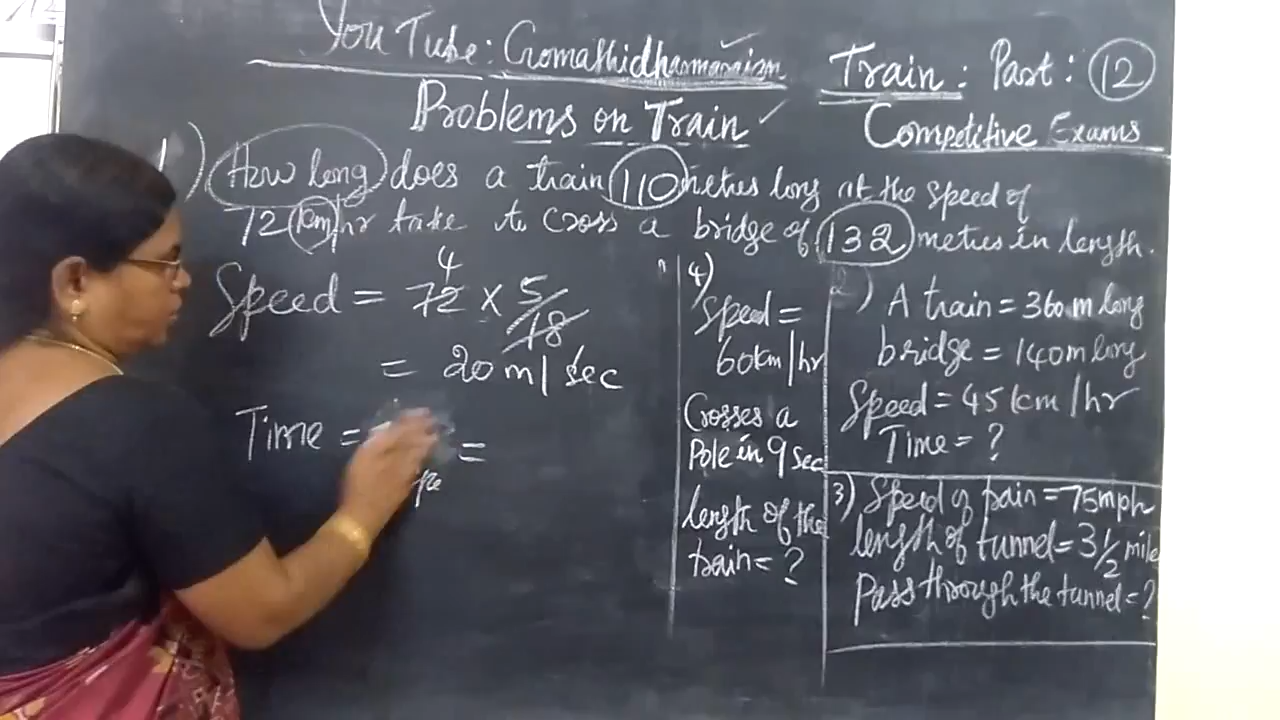 YouTube: Gomathidharmarism
Train: Part: 12
Problems on Train
Competitive Exams
1) How long does a train 110 metres long at the speed of
72 km/hr take to cross a bridge of 132 metres in length.
Speed = 72 × 5/18
4
= 20 m/sec
Time = =
4)
Speed =
60km/hr
Crosses a
Pole in 9 sec
length of the
train = ?
2) A train = 360 m long
bridge = 140m long
Speed = 45 km/hr
Time = ?
3) Speed of train = 75mph
length of tunnel = 3 1/2 mile
Pass through the tunnel = ?